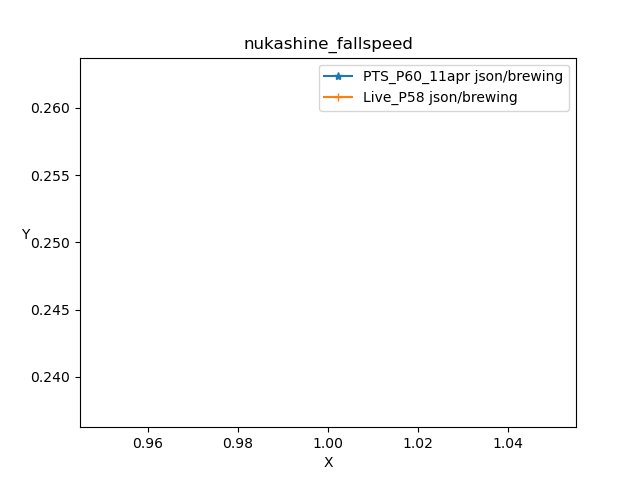 nukashine_fallspeed
PTS_P60_11apr json/brewing
Live_P58 json/brewing
0.260
0.255
0.250
0.245
0.240
Y
0.96 0.98 1.00 1.02 1.04
X